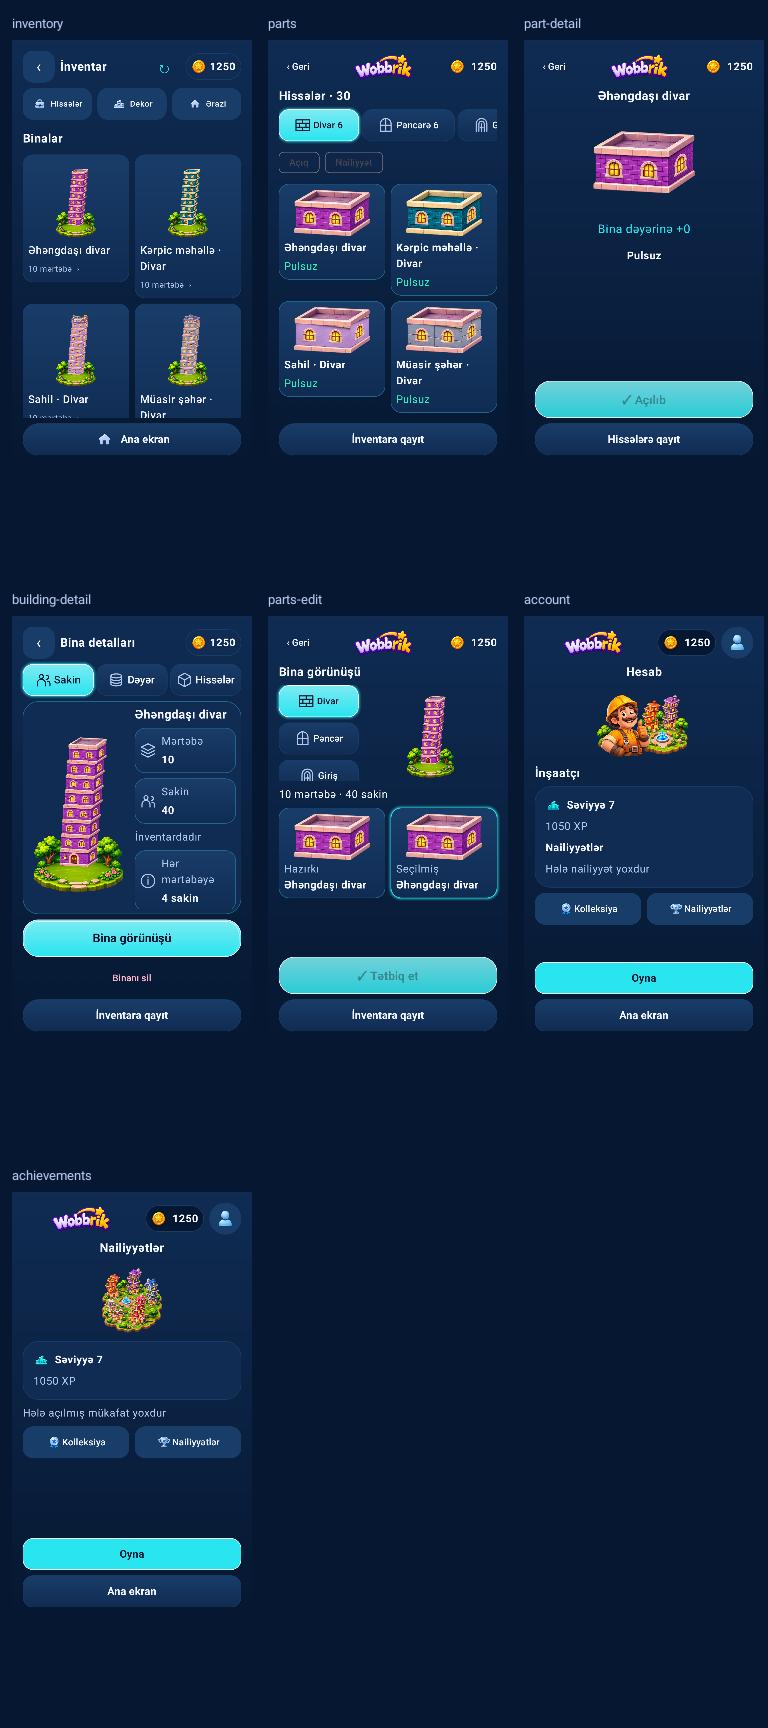 inventory
‹ İnventar ↻ 1250
Hissələr Dekor Ərazi
Binalar
Əhəngdaşı divar
10 mərtəbə ›
Kərpic məhəllə ·
Divar
10 mərtəbə ›
Sahil · Divar
10 mərtəbə ›
Müasir şəhər ·
Divar
Ana ekran
parts
‹ Geri Wobbrik 1250
Hissələr · 30
Divar 6 Pəncərə 6 G
Açıq Nailiyyət
Əhəngdaşı divar
Pulsuz
Kərpic məhəllə ·
Divar
Pulsuz
Sahil · Divar
Pulsuz
Müasir şəhər ·
Divar
Pulsuz
İnventara qayıt
part-detail
‹ Geri Wobbrik 1250
Əhəngdaşı divar
Bina dəyərinə +0
Pulsuz
✓ Açılıb
Hissələrə qayıt
building-detail
‹ Bina detalları 1250
Sakin Dəyər Hissələr
Əhəngdaşı divar
Mərtəbə
10
Sakin
40
İnventardadır
Hər
mərtəbəyə
4 sakin
Bina görünüşü
Binanı sil
İnventara qayıt
parts-edit
‹ Geri Wobbrik 1250
Bina görünüşü
Divar
Pəncər
Giriş
10 mərtəbə · 40 sakin
Hazırkı
Əhəngdaşı divar
Seçilmiş
Əhəngdaşı divar
✓ Tətbiq et
İnventara qayıt
account
Wobbrik 1250
Hesab
İnşaatçı
Səviyyə 7
1050 XP
Nailiyyətlər
Hələ nailiyyət yoxdur
Kolleksiya Nailiyyətlər
Oyna
Ana ekran
achievements
Wobbrik 1250
Nailiyyətlər
Səviyyə 7
1050 XP
Hələ açılmış mükafat yoxdur
Kolleksiya Nailiyyətlər
Oyna
Ana ekran